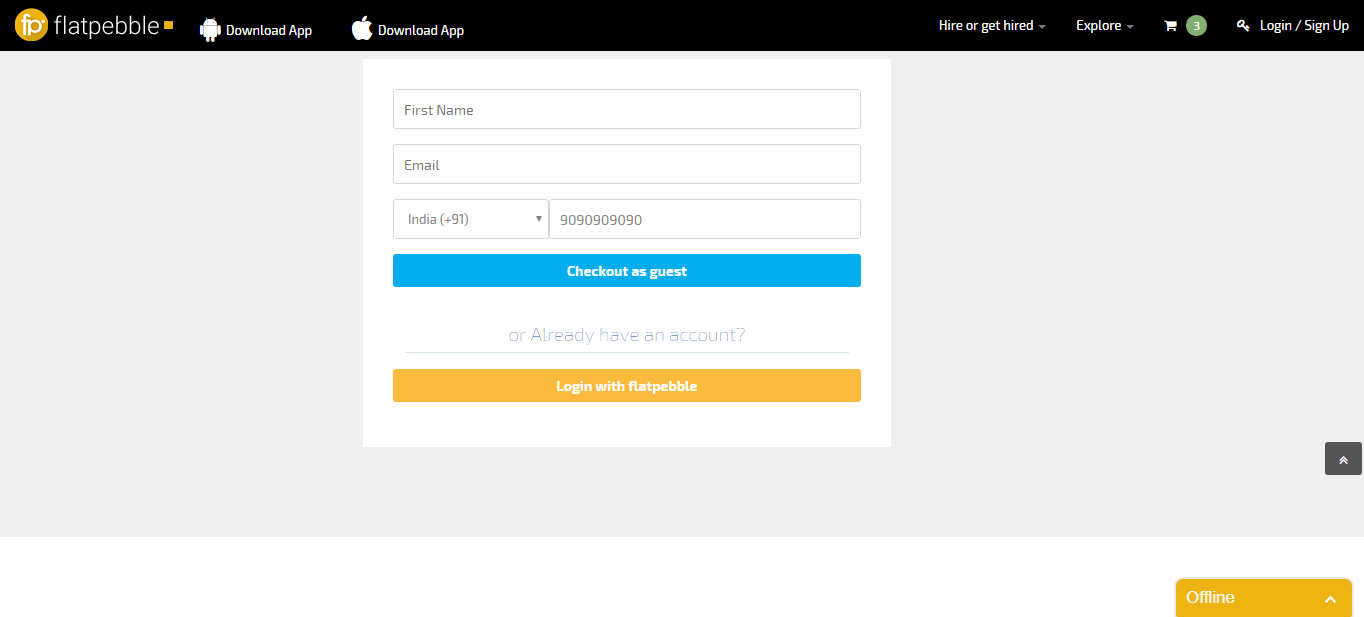 fp flatpebble
Download App
Download App
Hire or get hired
Explore
3
Login / Sign Up
First Name
Email
India (+91)
9090909090
Checkout as guest
or Already have an account?
Login with flatpebble
Offline